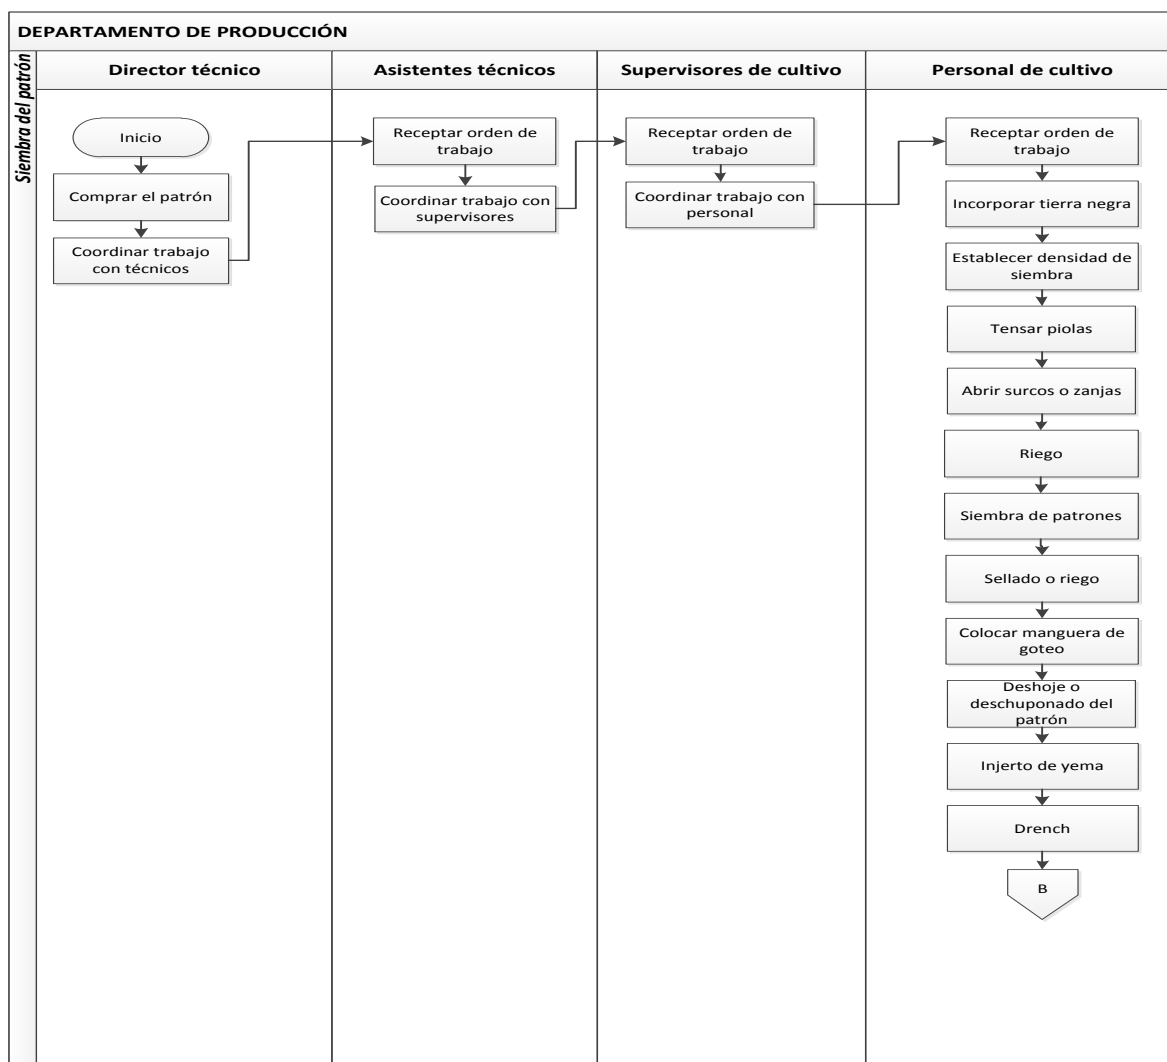 DEPARTAMENTO DE PRODUCCIÓN
Siembra del patrón
Director técnico
Asistentes técnicos
Supervisores de cultivo
Personal de cultivo
Inicio
Comprar el patrón
Coordinar trabajo
con técnicos
Receptar orden de
trabajo
Coordinar trabajo con
supervisores
Receptar orden de
trabajo
Coordinar trabajo con
personal
Receptar orden de
trabajo
Incorporar tierra negra
Establecer densidad de
siembra
Tensar piolas
Abrir surcos o zanjas
Riego
Siembra de patrones
Sellado o riego
Colocar manguera de
goteo
Deshoje o
deschuponado del
patrón
Injerto de yema
Drench
B